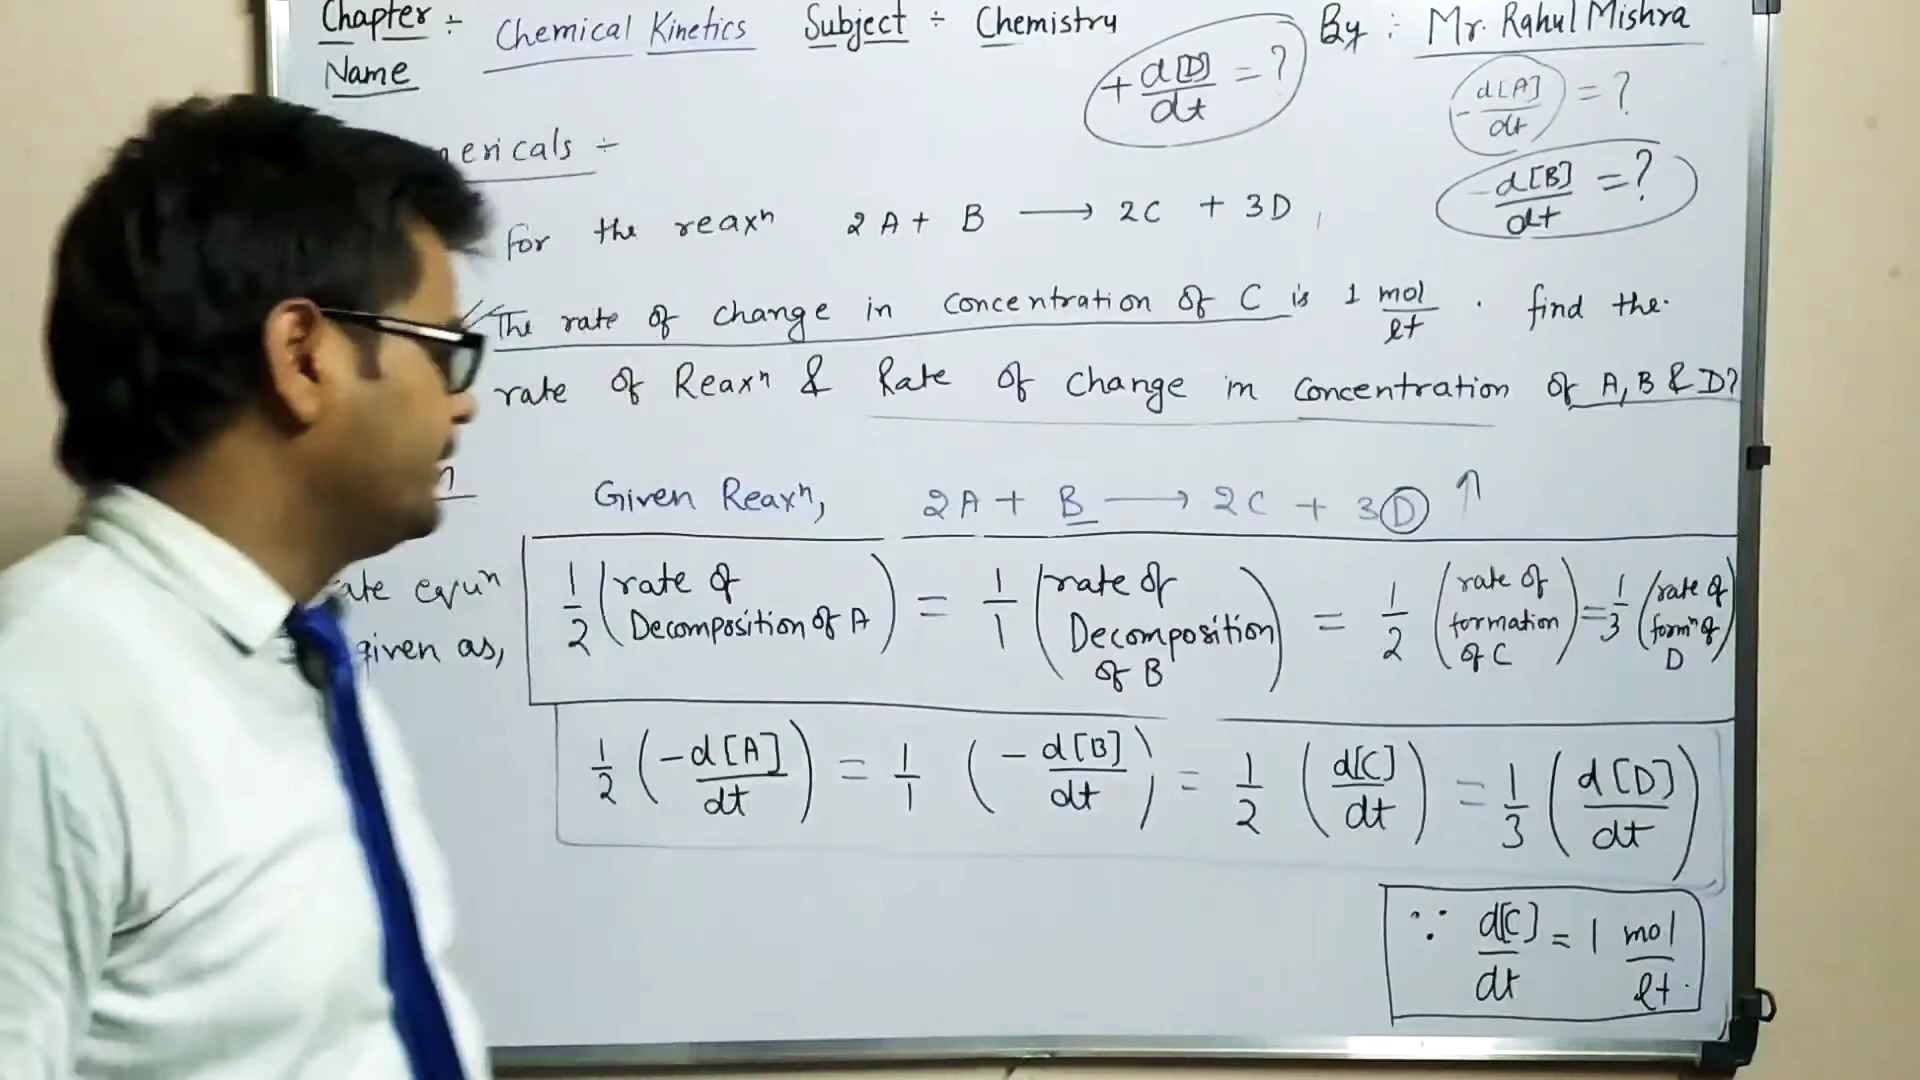 Chapter ÷ Chemical Kinetics Subject ÷ Chemistry By : Mr. Rahul Mishra
Name
+ d[D]/dt = ?
- d[A]/dt = ?
- d[B]/dt = ?
ericals ÷
for the reaxⁿ 2A + B ⟶ 2C + 3D
The rate of change in Concentration of C is 1 mol/lt . find the
rate of Reaxⁿ & Rate of Change in Concentration of A, B & D?
n
Given Reaxⁿ, 2A + B ⟶ 2C + 3D ↑
ate equⁿ
given as,
1/2 (rate of Decomposition of A) = 1/1 (rate of Decomposition of B) = 1/2 (rate of formation of C) = 1/3 (rate of formⁿ of D)
1/2 (-d[A]/dt) = 1/1 (-d[B]/dt) = 1/2 (d[C]/dt) = 1/3 (d[D]/dt)
∵ d[C]/dt = 1 mol/lt.